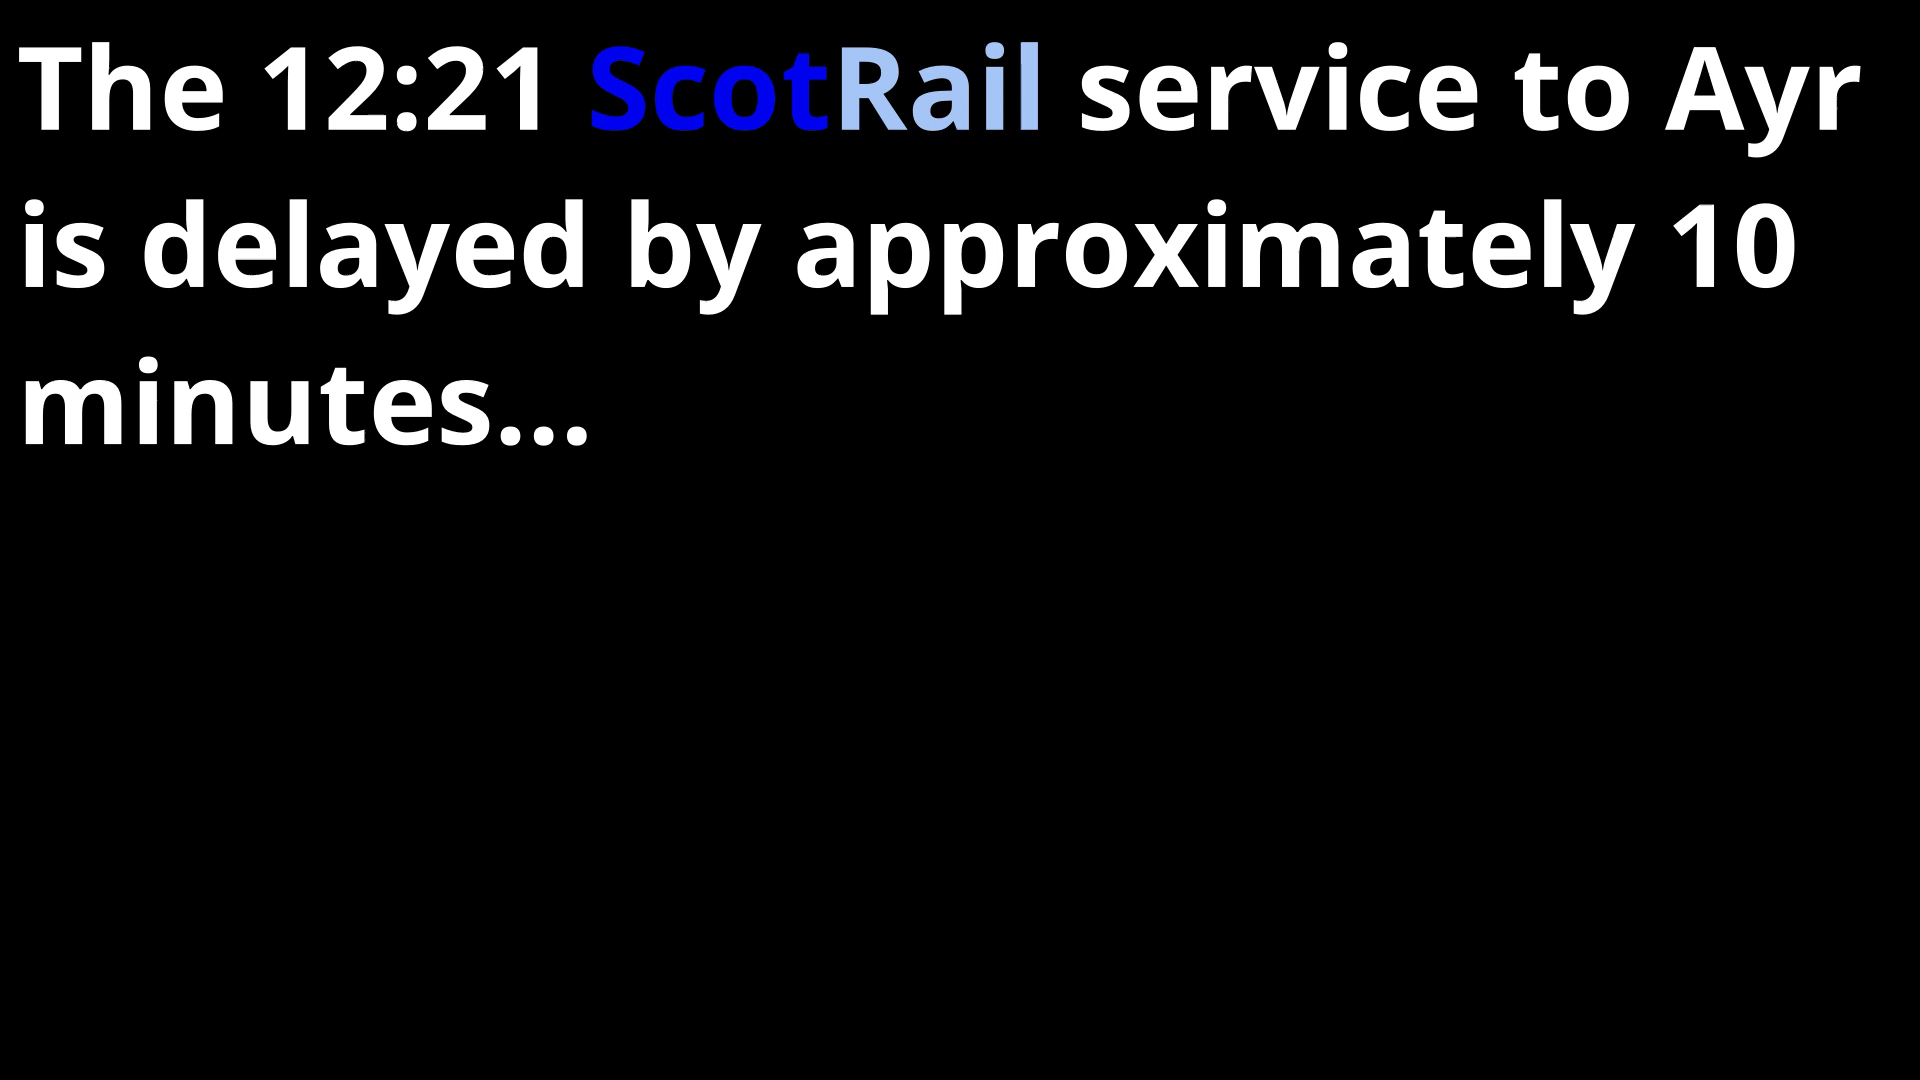 The 12:21 ScotRail service to Ayr
is delayed by approximately 10
minutes...